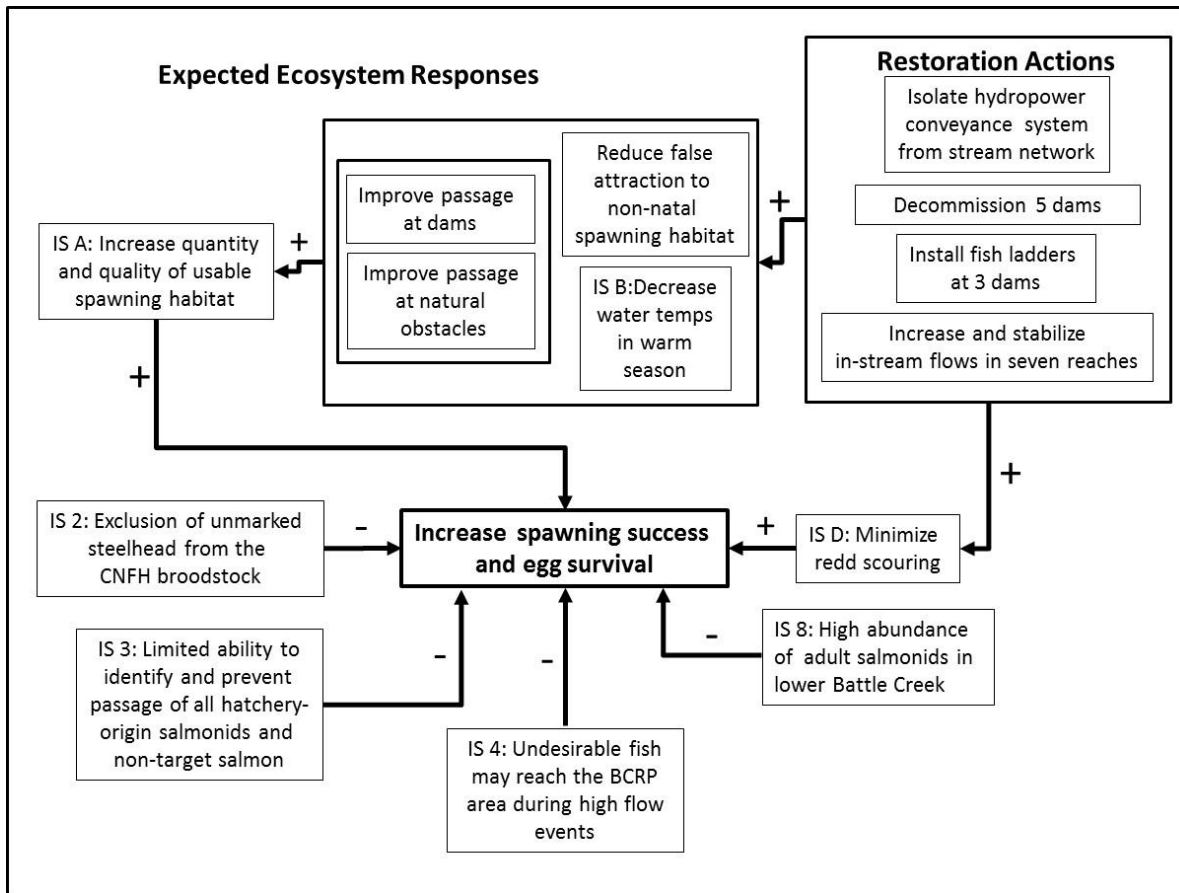 Expected Ecosystem Responses
Restoration Actions
Isolate hydropower
conveyance system
from stream network
Decommission 5 dams
Install fish ladders
at 3 dams
Increase and stabilize
in-stream flows in seven reaches
+
Reduce false
attraction to
non-natal
spawning habitat
IS B:Decrease
water temps
in warm
season
Improve passage
at dams
Improve passage
at natural
obstacles
+
IS A: Increase quantity
and quality of usable
spawning habitat
+
+
IS 2: Exclusion of unmarked
steelhead from the
CNFH broodstock
-
Increase spawning success
and egg survival
+
IS D: Minimize
redd scouring
IS 3: Limited ability to
identify and prevent
passage of all hatchery-
origin salmonids and
non-target salmon
-
-
IS 4: Undesirable fish
may reach the BCRP
area during high flow
events
-
IS 8: High abundance
of adult salmonids in
lower Battle Creek